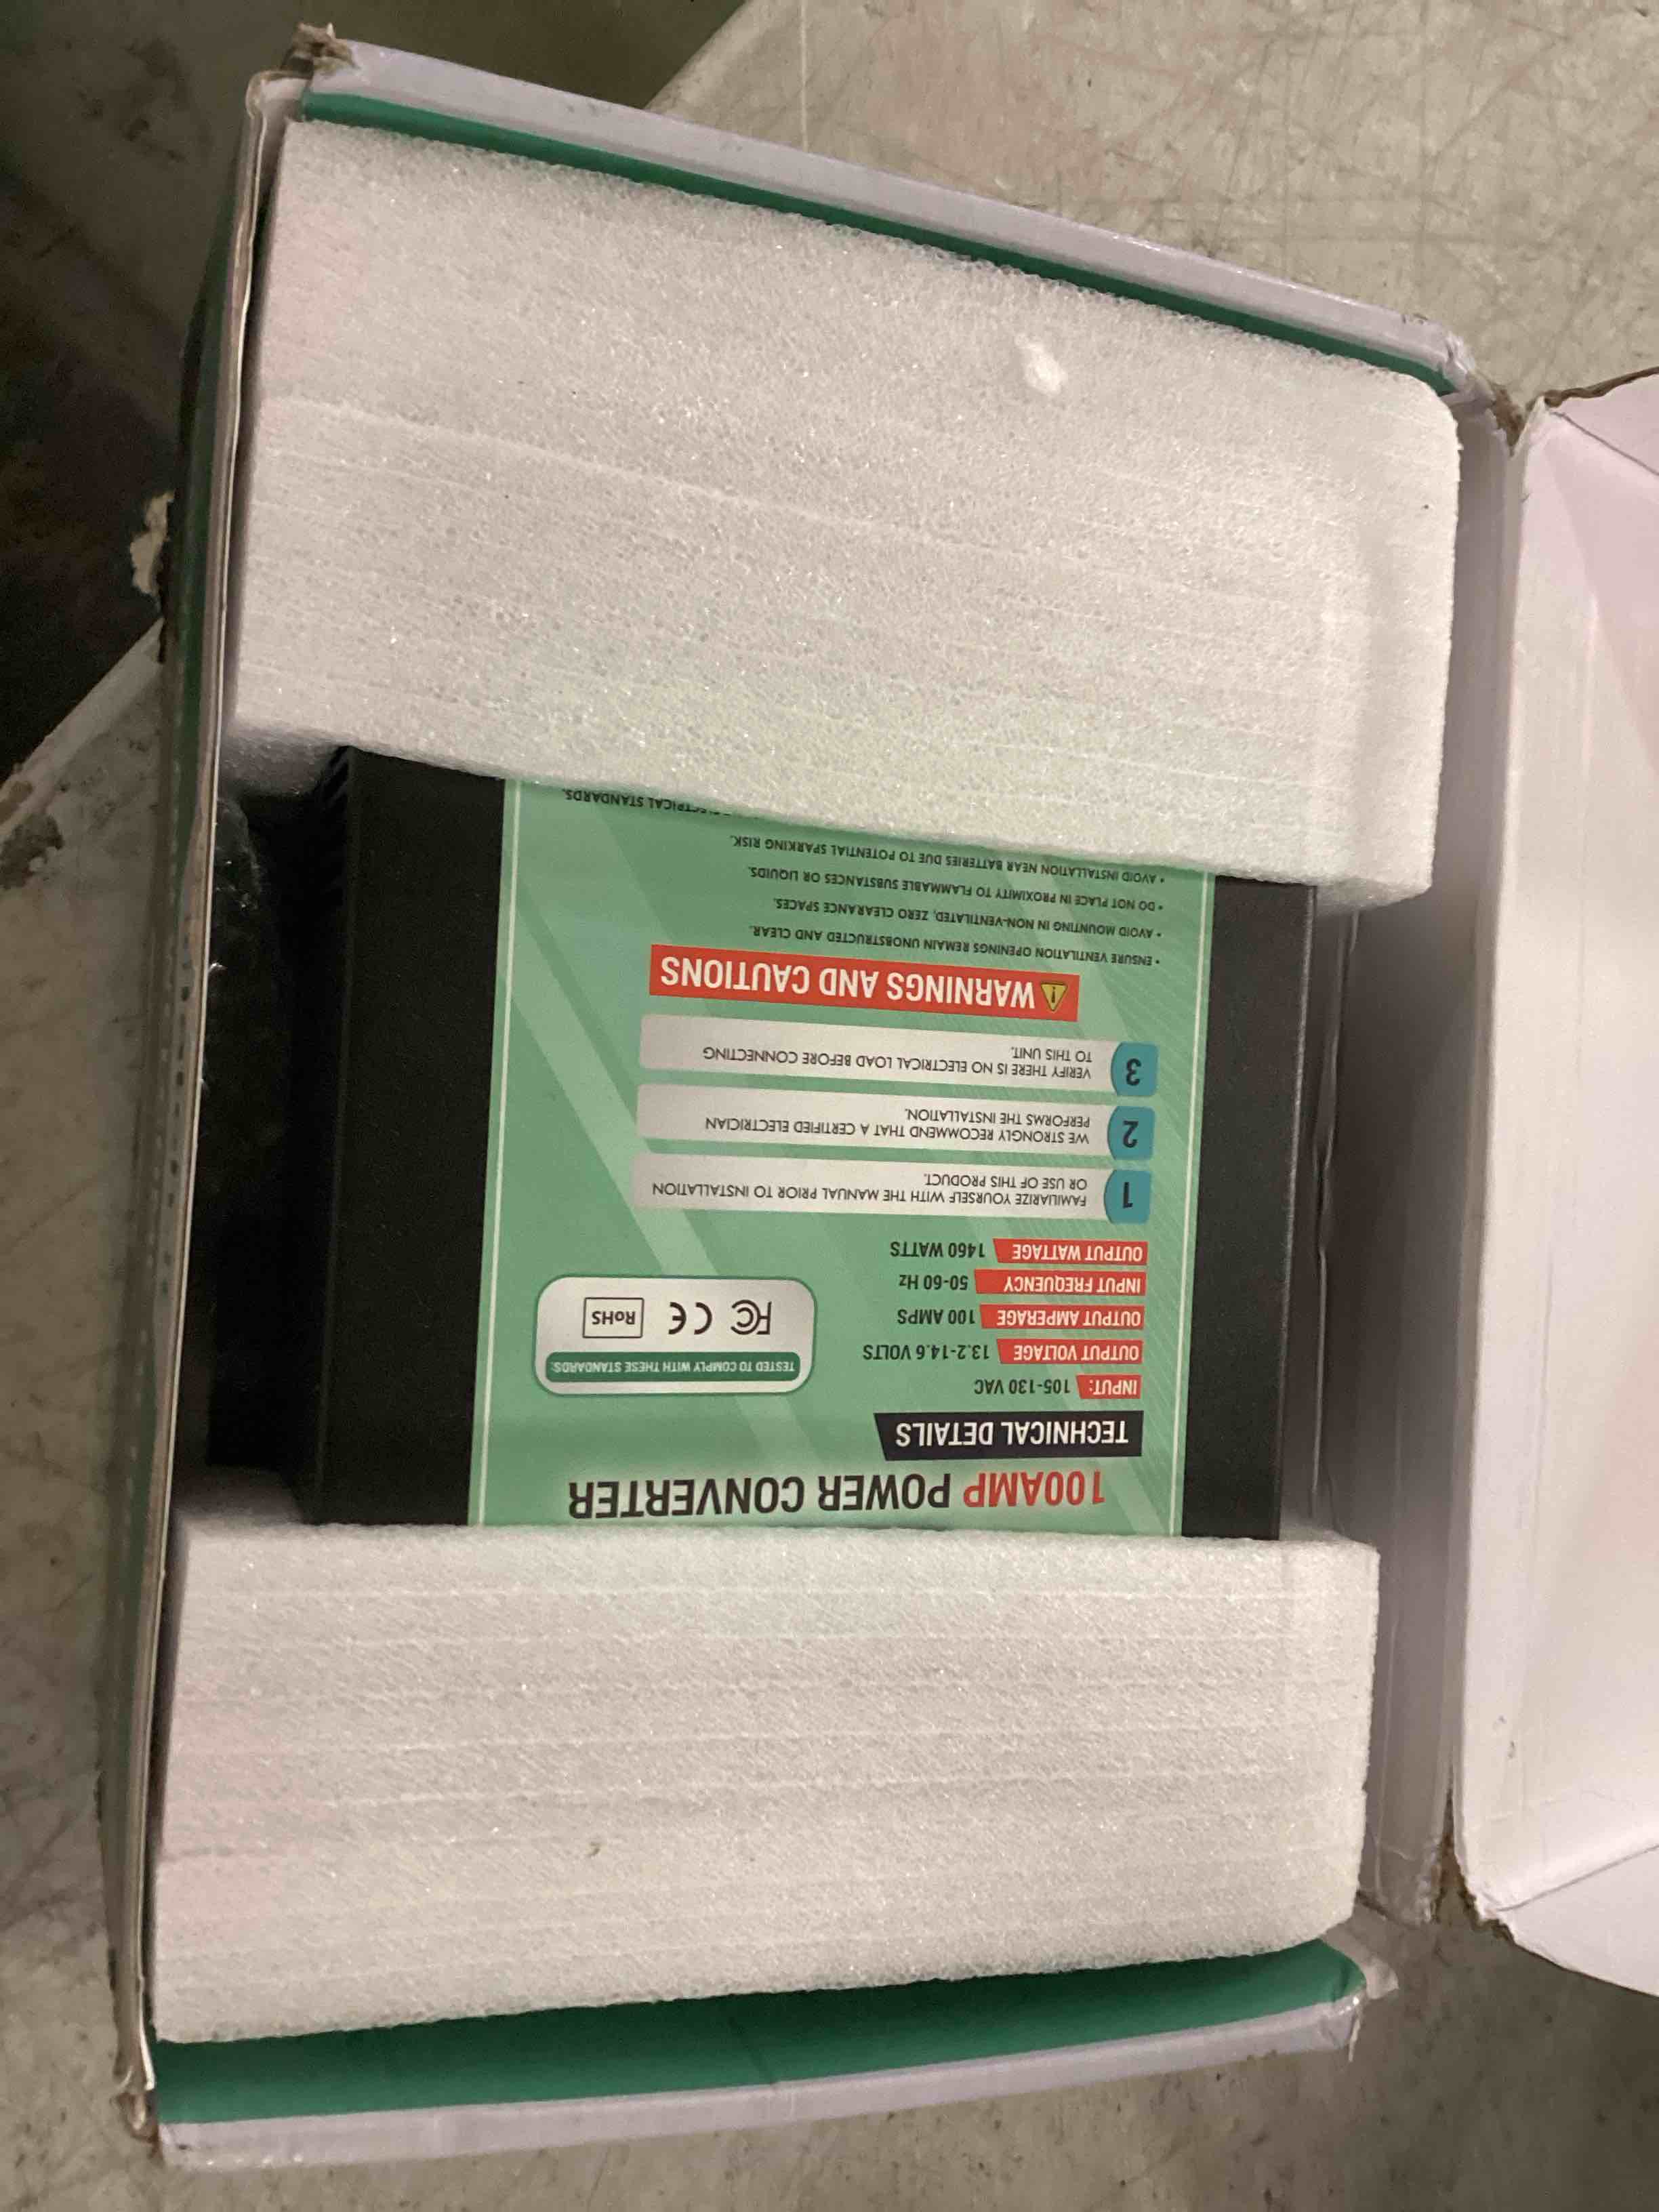 100AMP POWER CONVERTER
TECHNICAL DETAILS
INPUT: 105-130 VAC
OUTPUT VOLTAGE 13.2-14.6 VOLTS
OUTPUT AMPERAGE 100 AMPS
INPUT FREQUENCY 50-60 Hz
OUTPUT WATTAGE 1460 WATTS
TESTED TO COMPLY WITH THESE STANDARDS:
FC CE RoHS
1 FAMILIARIZE YOURSELF WITH THE MANUAL PRIOR TO INSTALLATION
OR USE OF THIS PRODUCT.
2 WE STRONGLY RECOMMEND THAT A CERTIFIED ELECTRICIAN
PERFORMS THE INSTALLATION.
3 VERIFY THERE IS NO ELECTRICAL LOAD BEFORE CONNECTING
TO THIS UNIT.
WARNINGS AND CAUTIONS
• ENSURE VENTILATION OPENINGS REMAIN UNOBSTRUCTED AND CLEAR.
• AVOID MOUNTING IN NON-VENTILATED, ZERO CLEARANCE SPACES.
• DO NOT PLACE IN PROXIMITY TO FLAMMABLE SUBSTANCES OR LIQUIDS.
• AVOID INSTALLATION NEAR BATTERIES DUE TO POTENTIAL SPARKING RISK.
ELECTRICAL STANDARDS.